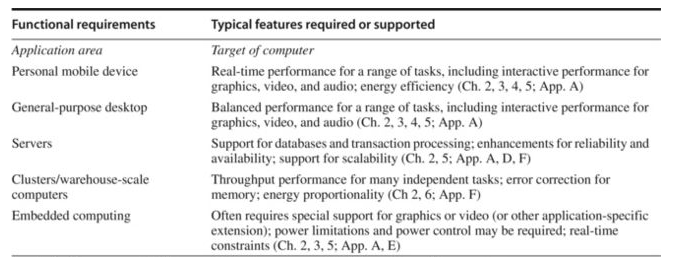 Functional requirements Typical features required or supported
Application area Target of computer
Personal mobile device Real-time performance for a range of tasks, including interactive performance for
graphics, video, and audio; energy efficiency (Ch. 2, 3, 4, 5; App. A)
General-purpose desktop Balanced performance for a range of tasks, including interactive performance for
graphics, video, and audio (Ch. 2, 3, 4, 5; App. A)
Servers Support for databases and transaction processing; enhancements for reliability and
availability; support for scalability (Ch. 2, 5; App. A, D, F)
Clusters/warehouse-scale Throughput performance for many independent tasks; error correction for
computers memory; energy proportionality (Ch 2, 6; App. F)
Embedded computing Often requires special support for graphics or video (or other application-specific
extension); power limitations and power control may be required; real-time
constraints (Ch. 2, 3, 5; App. A, E)